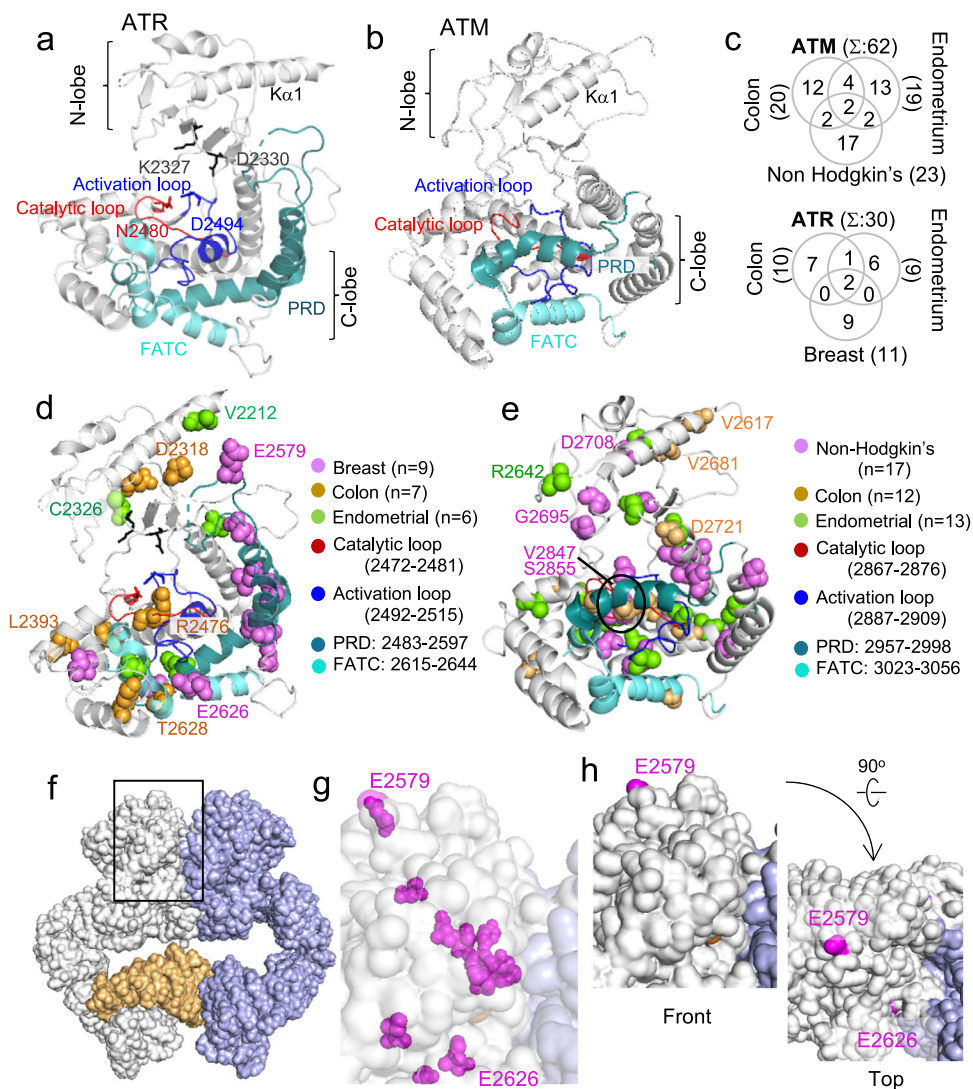 a
ATR
N-lobe
Kα1
K2327
D2330
Activation loop
Catalytic loop
N2480
D2494
PRD
C-lobe
FATC
b
ATM
N-lobe
Kα1
Activation loop
Catalytic loop
PRD
C-lobe
FATC
c
ATM (Σ:62)
Colon
(20)
12
4
13
2
2
2
17
Endometrium
(19)
Non Hodgkin's (23)
ATR (Σ:30)
Colon
(10)
7
1
6
2
0
0
9
Endometrium
(9)
Breast (11)
d
V2212
D2318
E2579
C2326
L2393
R2476
E2626
T2628
Breast (n=9)
Colon (n=7)
Endometrial (n=6)
Catalytic loop
(2472-2481)
Activation loop
(2492-2515)
PRD: 2483-2597
FATC: 2615-2644
e
D2708
V2617
V2681
R2642
G2695
D2721
V2847
S2855
Non-Hodgkin's
(n=17)
Colon (n=12)
Endometrial (n=13)
Catalytic loop
(2867-2876)
Activation loop
(2887-2909)
PRD: 2957-2998
FATC: 3023-3056
f
g
E2579
E2626
h
E2579
Front
90°
E2579
E2626
Top